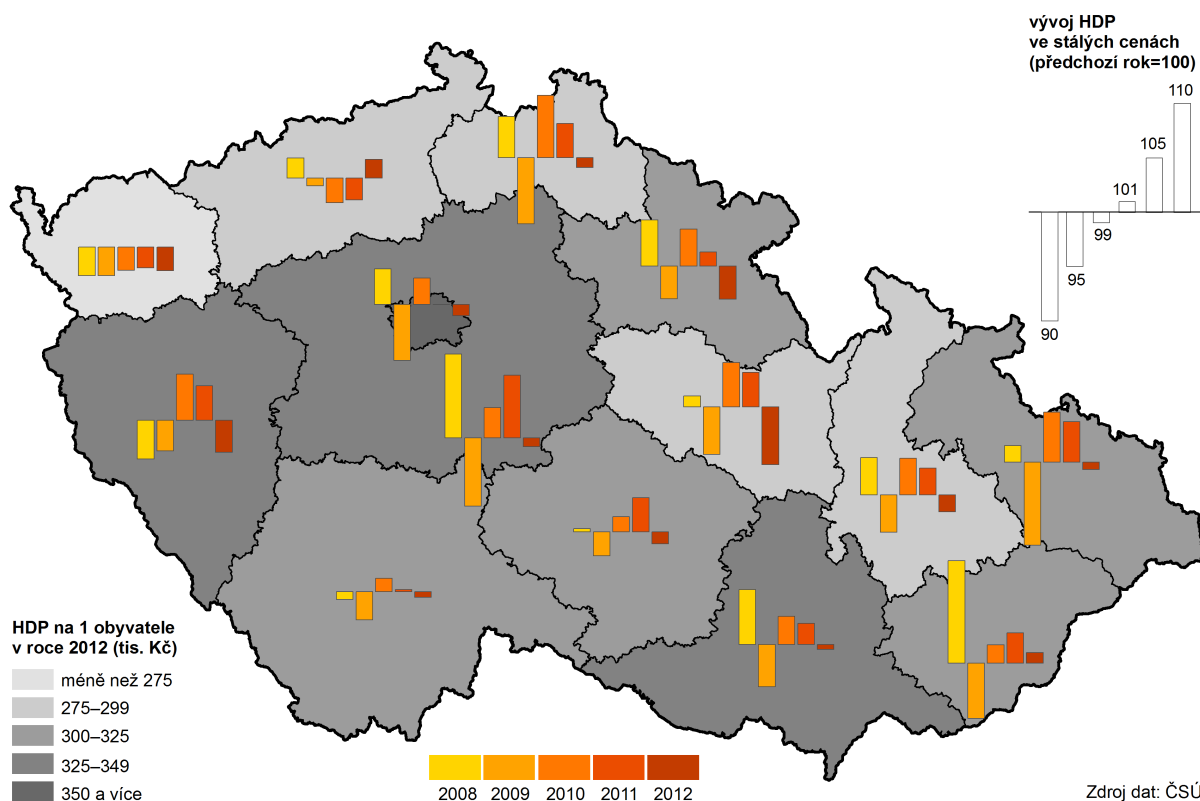 vývoj HDP
ve stálých cenách
(předchozí rok=100)
110
105
101
99
95
90
HDP na 1 obyvatele
v roce 2012 (tis. Kč)
méně než 275
275–299
300–325
325–349
350 a více
2008 2009 2010 2011 2012
Zdroj dat: ČSÚ